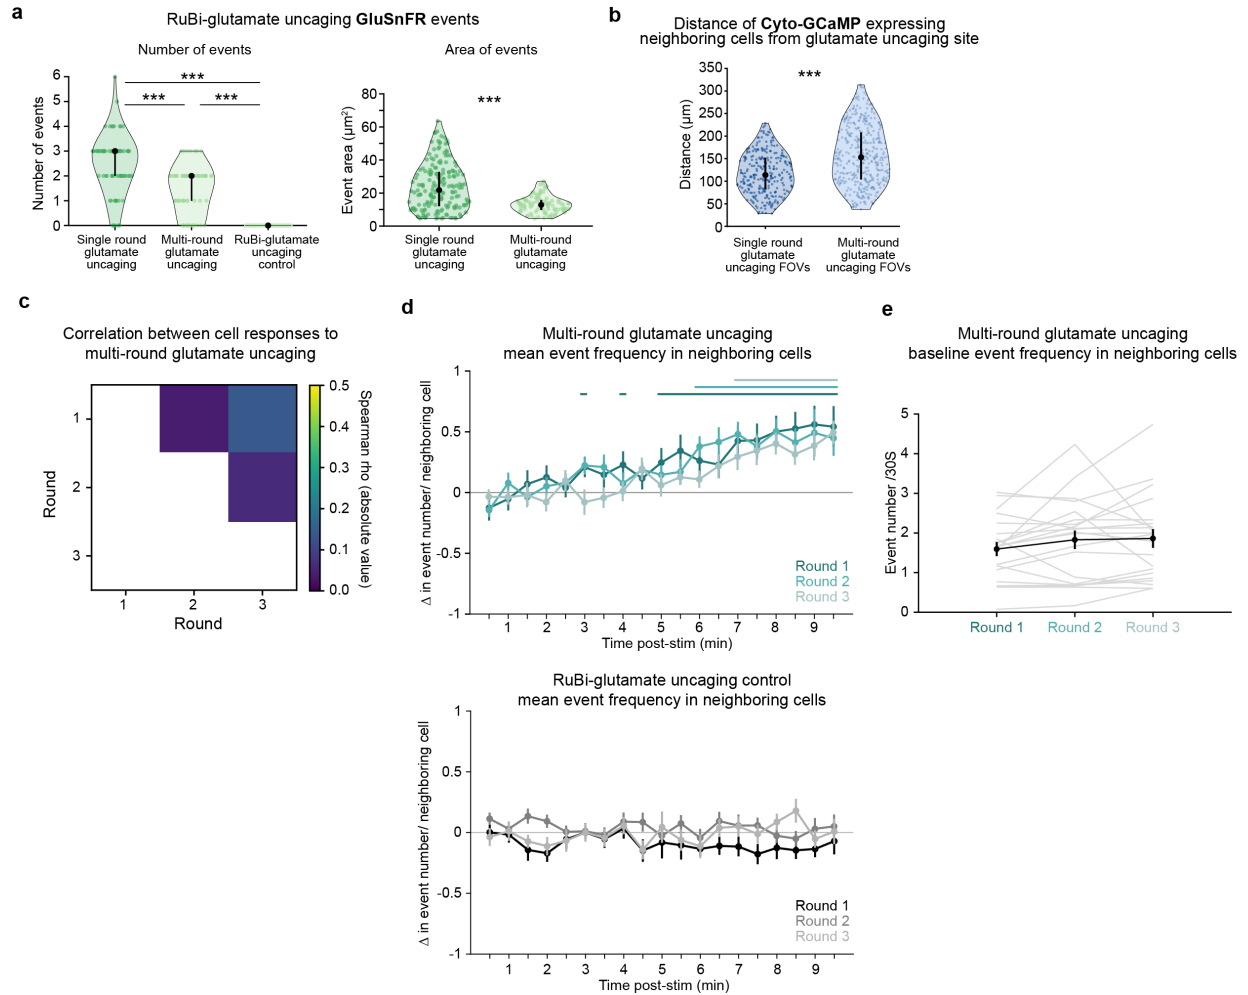 a
RuBi-glutamate uncaging GluSnFR events
Number of events
Number of events
6
5
4
3
2
1
0
***
***
***
Single round
glutamate
uncaging
Multi-round
glutamate
uncaging
RuBi-glutamate
uncaging
control
Area of events
Event area (µm²)
80
60
40
20
0
***
Single round
glutamate
uncaging
Multi-round
glutamate
uncaging
b
Distance of Cyto-GCaMP expressing
neighboring cells from glutamate uncaging site
Distance (µm)
350
300
250
200
150
100
50
0
***
Single round
glutamate
uncaging FOVs
Multi-round
glutamate
uncaging FOVs
c
Correlation between cell responses to
multi-round glutamate uncaging
Round
1
2
3
1
2
3
Round
0.5
0.4
0.3
0.2
0.1
0.0
Spearman rho (absolute value)
d
Multi-round glutamate uncaging
mean event frequency in neighboring cells
Δ in event number/ neighboring cell
1
0.5
0
-0.5
-1
Round 1
Round 2
Round 3
1
2
3
4
5
6
7
8
9
Time post-stim (min)
RuBi-glutamate uncaging control
mean event frequency in neighboring cells
Δ in event number/ neighboring cell
1
0.5
0
-0.5
-1
Round 1
Round 2
Round 3
1
2
3
4
5
6
7
8
9
Time post-stim (min)
e
Multi-round glutamate uncaging
baseline event frequency in neighboring cells
Event number /30S
5
4
3
2
1
0
Round 1
Round 2
Round 3